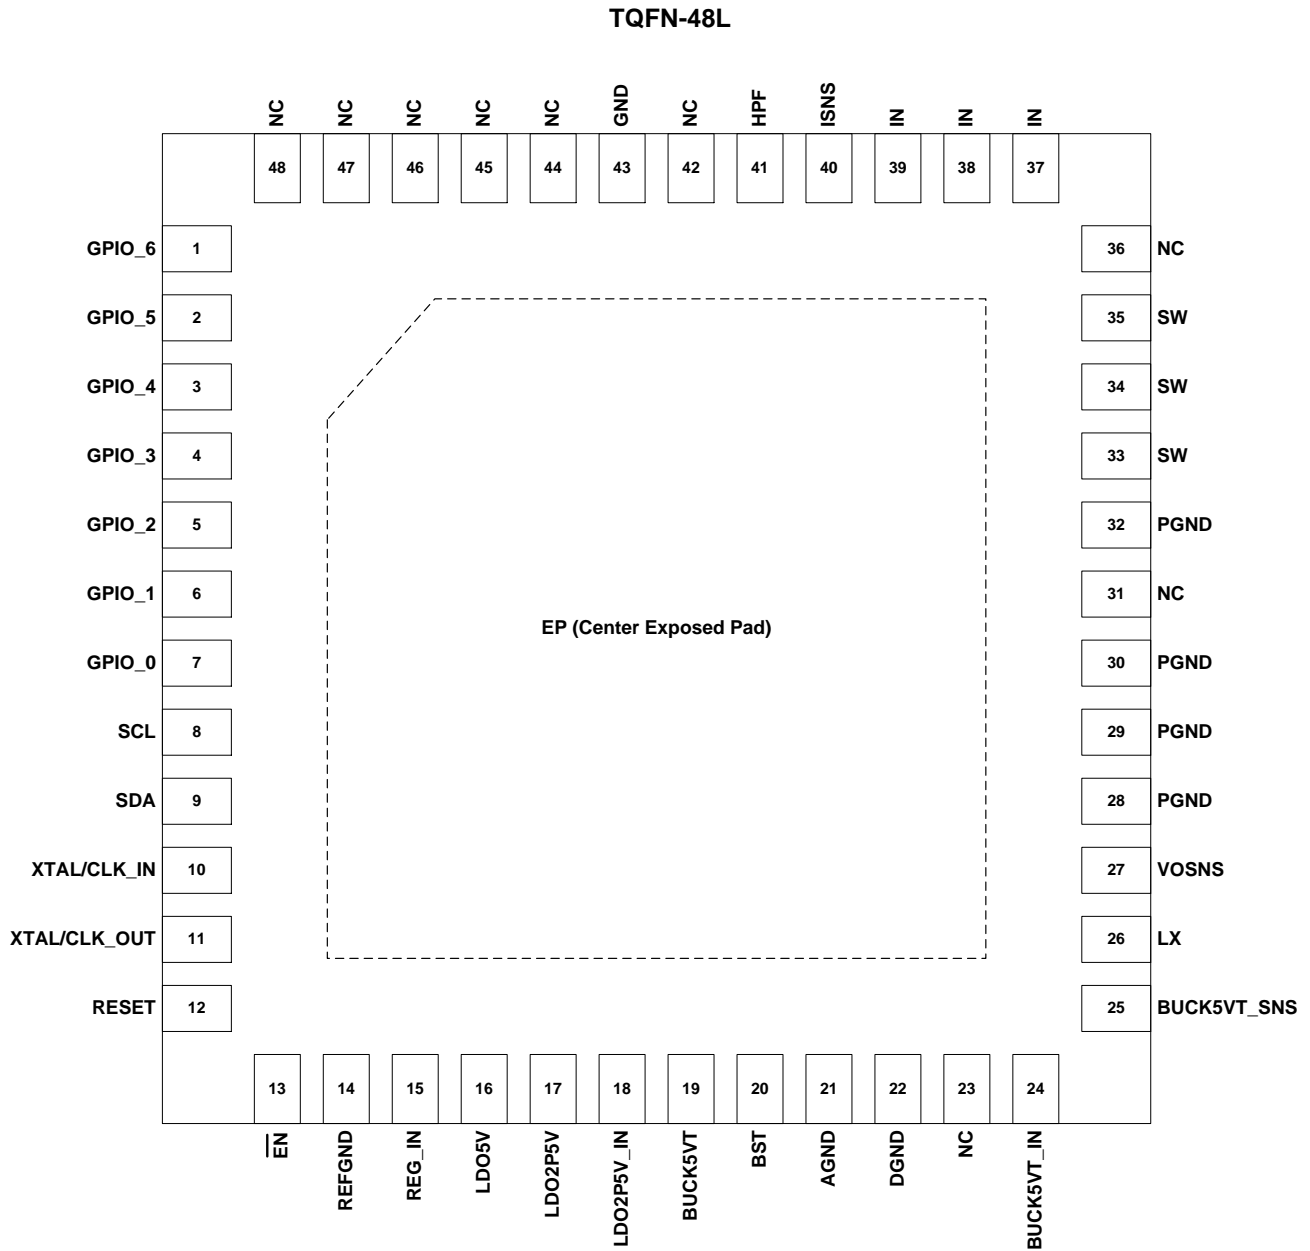 TQFN-48L
NC
NC
NC
NC
NC
GND
NC
HPF
ISNS
IN
IN
IN
48
47
46
45
44
43
42
41
40
39
38
37
GPIO_6 1
36 NC
GPIO_5 2
35 SW
GPIO_4 3
34 SW
GPIO_3 4
33 SW
GPIO_2 5
32 PGND
GPIO_1 6
31 NC
EP (Center Exposed Pad)
GPIO_0 7
30 PGND
SCL 8
29 PGND
SDA 9
28 PGND
XTAL/CLK_IN 10
27 VOSNS
XTAL/CLK_OUT 11
26 LX
RESET 12
25 BUCK5VT_SNS
13
14
15
16
17
18
19
20
21
22
23
24
EN
REFGND
REG_IN
LDO5V
LDO2P5V
LDO2P5V_IN
BUCK5VT
BST
AGND
DGND
NC
BUCK5VT_IN